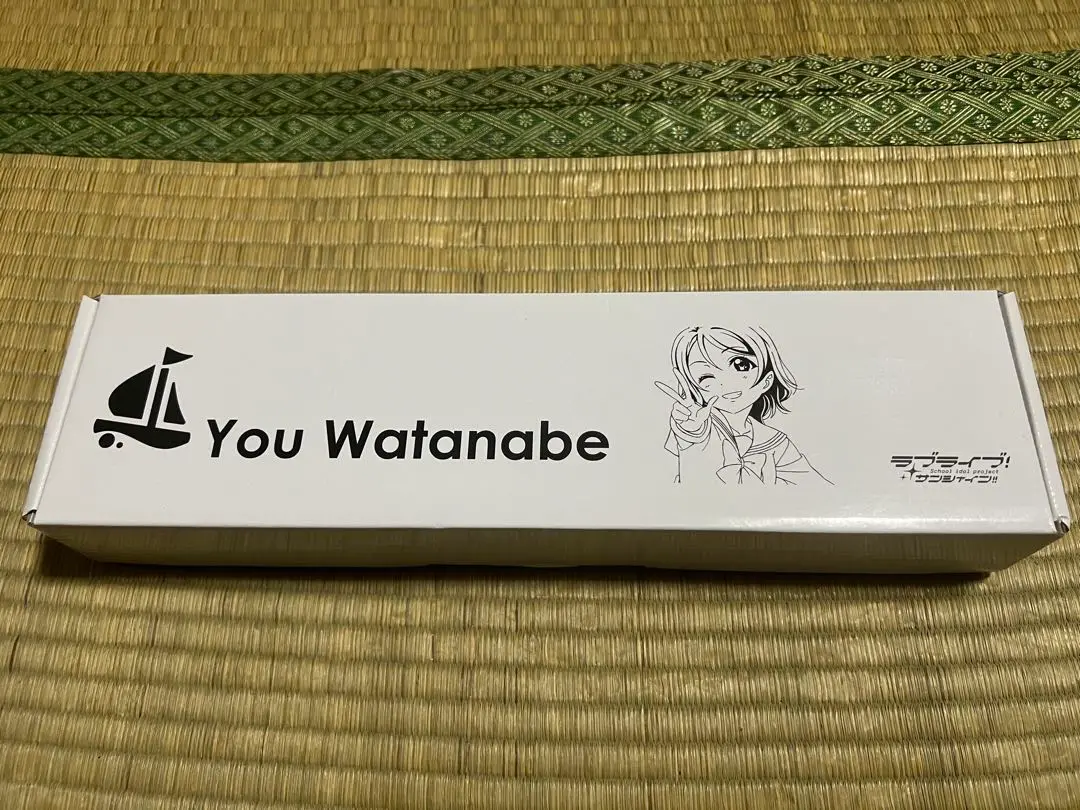 You Watanabe
ラブライブ!
School idol project
サンシャイン!!